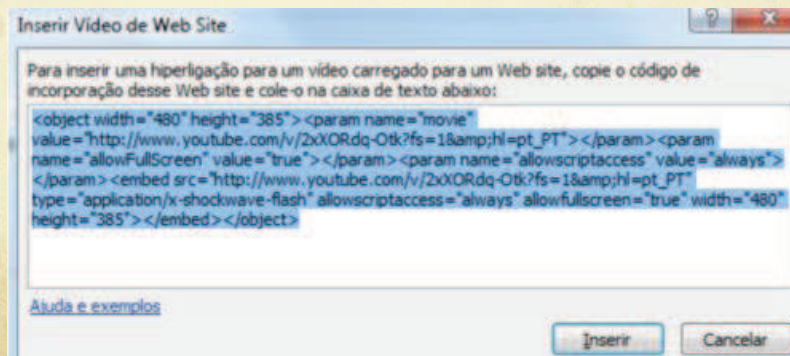 Inserir Vídeo de Web Site
Para inserir uma hiperligação para um vídeo carregado para um Web site, copie o código de
incorporação desse Web site e cole-o na caixa de texto abaixo:
<object width="480" height="385"><param name="movie"
value="http://www.youtube.com/v/2xXORdq-Otk?fs=1&amp;hl=pt_PT"></param><param
name="allowFullScreen" value="true"></param><param name="allowscriptaccess" value="always">
</param><embed src="http://www.youtube.com/v/2xXORdq-Otk?fs=1&amp;hl=pt_PT"
type="application/x-shockwave-flash" allowscriptaccess="always" allowfullscreen="true" width="480"
height="385"></embed></object>
Ajuda e exemplos
Inserir Cancelar